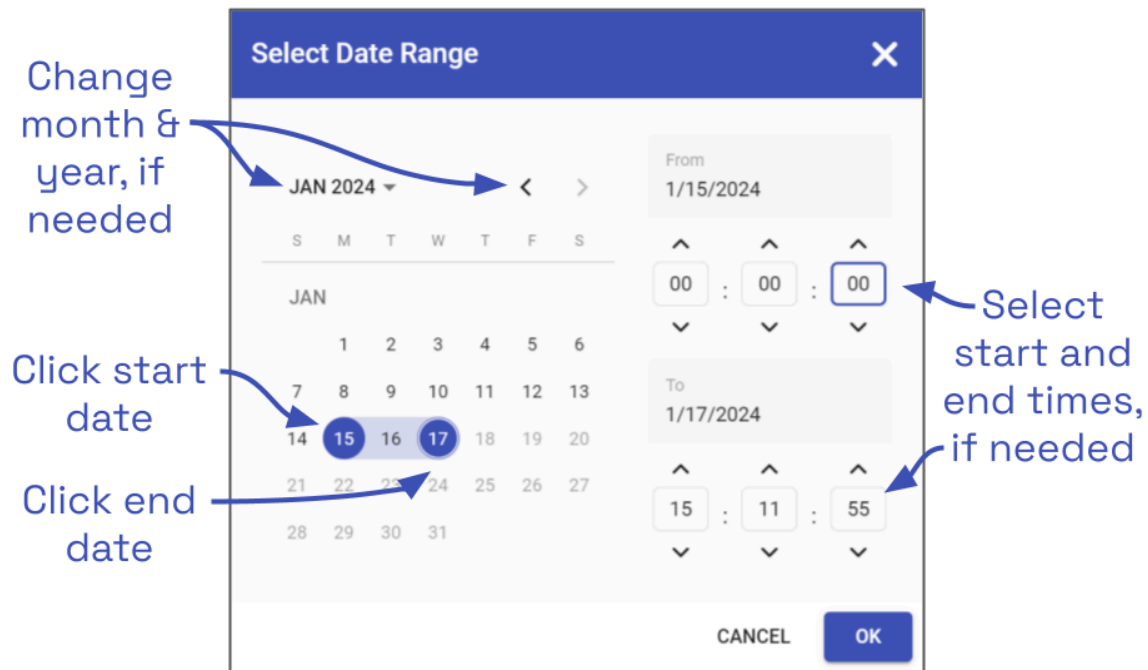 Select Date Range
Change
month &
year, if
needed
JAN 2024
S M T W T F S
JAN
1 2 3 4 5 6
7 8 9 10 11 12 13
14 15 16 17 18 19 20
21 22 23 24 25 26 27
28 29 30 31
Click start
date
Click end
date
From
1/15/2024
00 : 00 : 00
To
1/17/2024
15 : 11 : 55
Select
start and
end times,
if needed
CANCEL OK